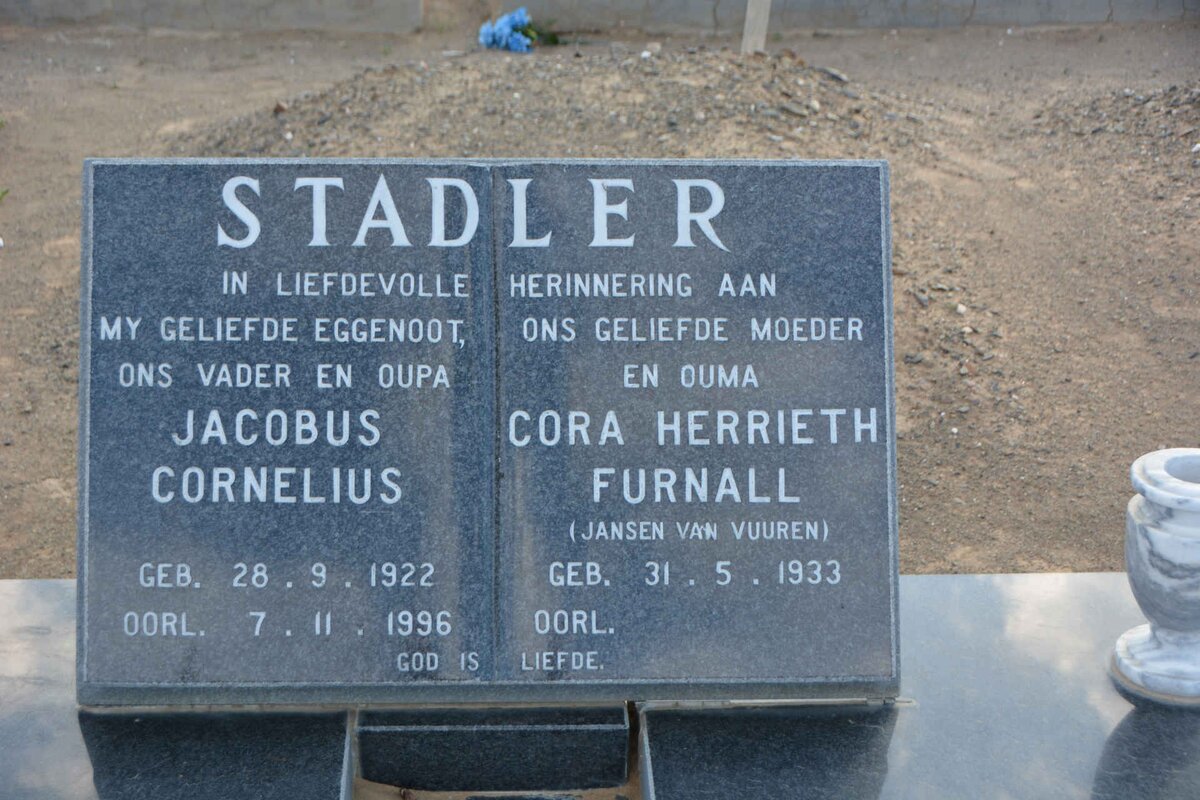 STADLER
IN LIEFDEVOLLE HERINNERING AAN
MY GELIEFDE EGGENOOT,
ONS VADER EN OUPA
JACOBUS
CORNELIUS
GEB. 28.9.1922
OORL. 7.11.1996
ONS GELIEFDE MOEDER
EN OUMA
CORA HERRIETH
FURNALL
(JANSEN VAN VUUREN)
GEB. 31.5.1933
OORL.
GOD IS LIEFDE.